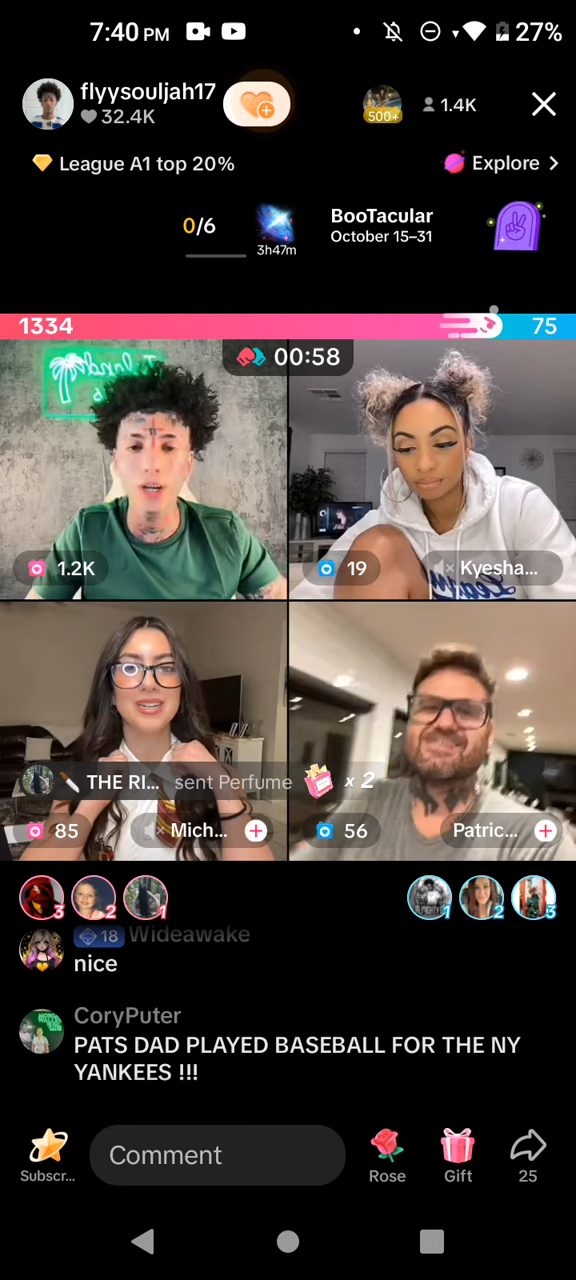 7:40 PM
27%
flyysouljah17
32.4K
500+
1.4K
League A1 top 20%
Explore >
0/6
3h47m
BooTacular
October 15–31
1334
75
00:58
1.2K
19
Kyesha...
THE RI... sent Perfume x 2
85
Mich...
56
Patric...
3
2
1
1
2
3
18 Wideawake
nice
CoryPuter
PATS DAD PLAYED BASEBALL FOR THE NY
YANKEES !!!
Subscr...
Comment
Rose
Gift
25